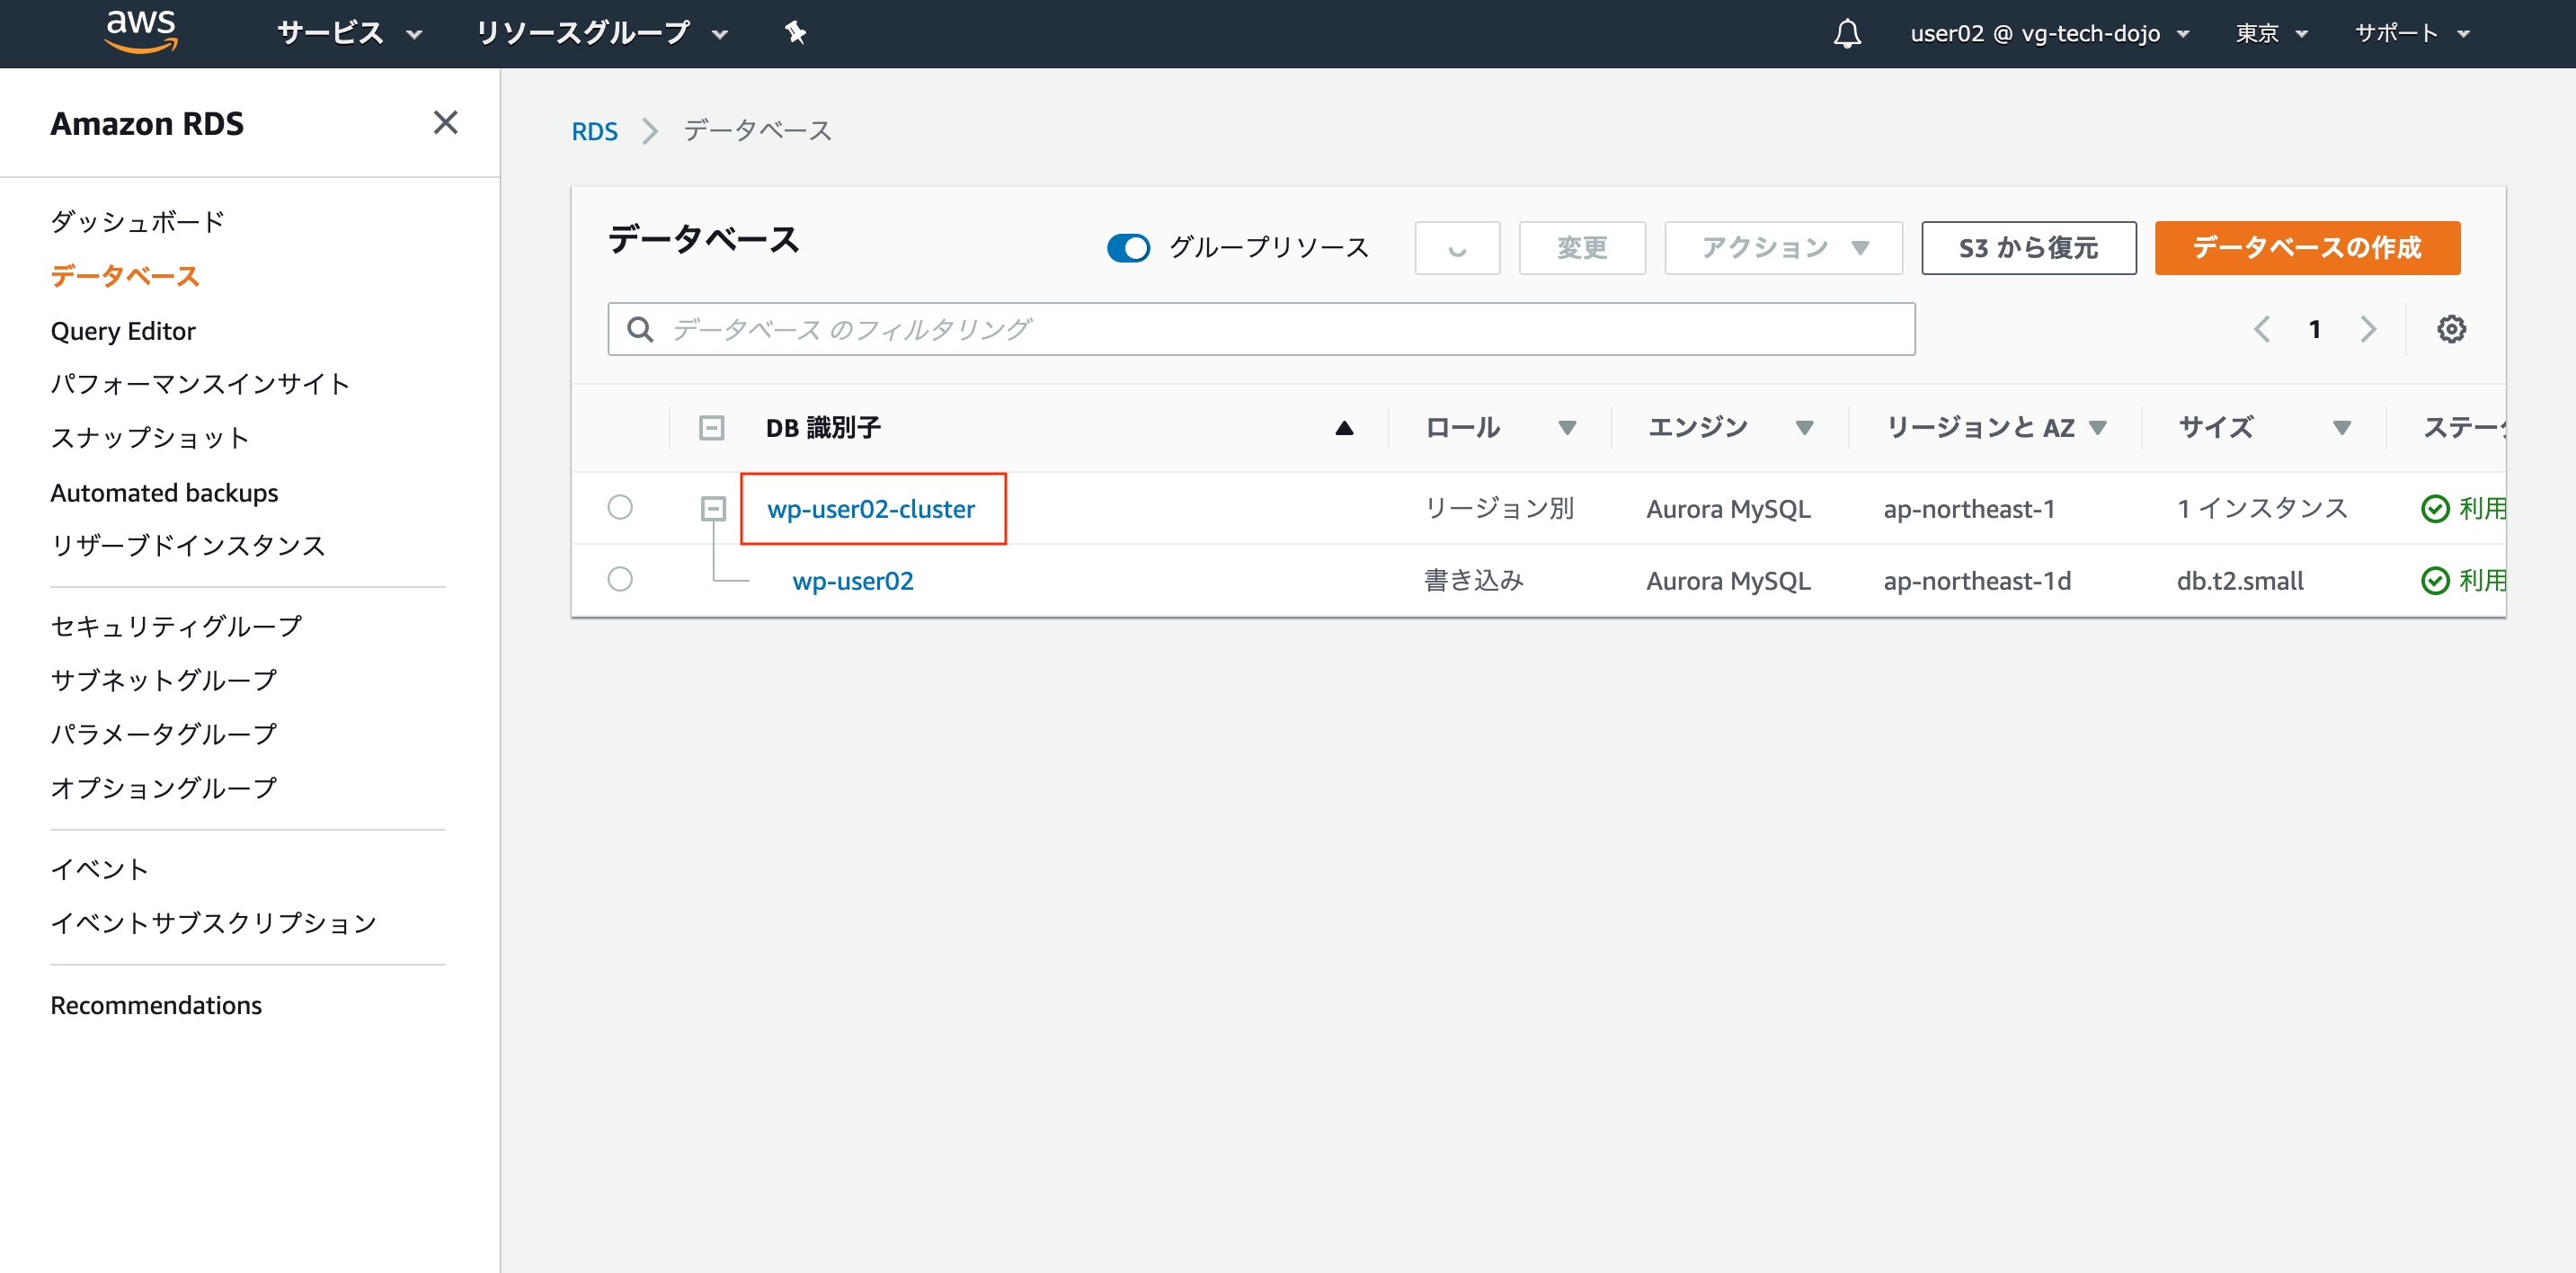 aws サービス リソースグループ user02 @ vg-tech-dojo 東京 サポート
Amazon RDS
ダッシュボード
データベース
Query Editor
パフォーマンスインサイト
スナップショット
Automated backups
リザーブドインスタンス
セキュリティグループ
サブネットグループ
パラメータグループ
オプショングループ
イベント
イベントサブスクリプション
Recommendations
RDS データベース
データベース グループリソース 変更 アクション S3 から復元 データベースの作成
データベース のフィルタリング 1
DB 識別子 ロール エンジン リージョンと AZ サイズ ステー
wp-user02-cluster リージョン別 Aurora MySQL ap-northeast-1 1 インスタンス 利用
wp-user02 書き込み Aurora MySQL ap-northeast-1d db.t2.small 利用